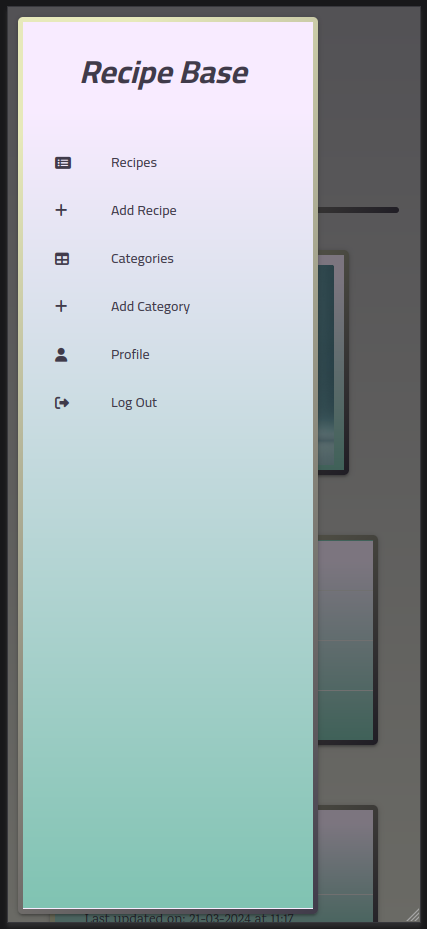 Recipe Base
Recipes
Add Recipe
Categories
Add Category
Profile
Log Out
Last updated on: 21-03-2024 at 11:17